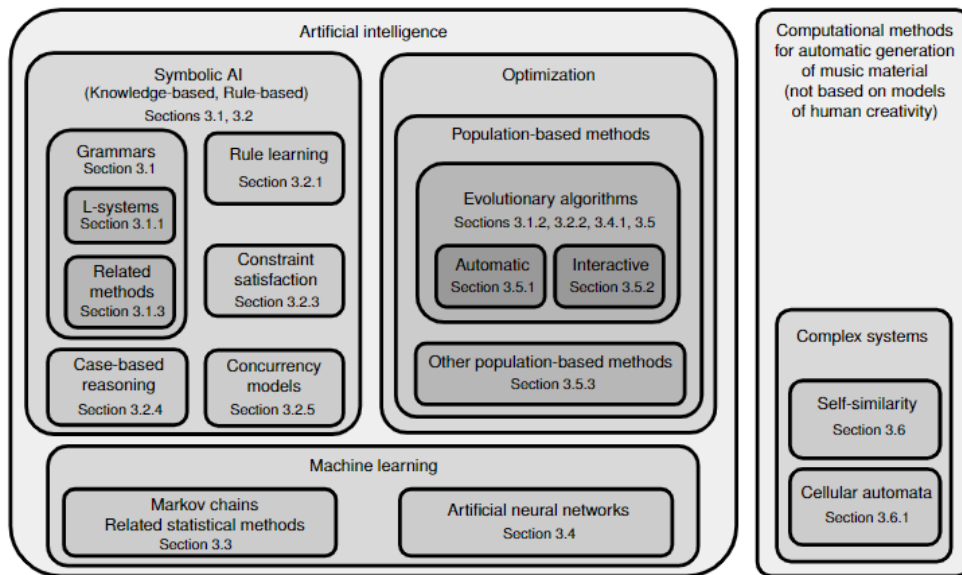 Artificial intelligence
Symbolic AI
(Knowledge-based, Rule-based)
Sections 3.1, 3.2
Grammars
Section 3.1
L-systems
Section 3.1.1
Related
methods
Section 3.1.3
Rule learning
Section 3.2.1
Constraint
satisfaction
Section 3.2.3
Case-based
reasoning
Section 3.2.4
Concurrency
models
Section 3.2.5
Optimization
Population-based methods
Evolutionary algorithms
Sections 3.1.2, 3.2.2, 3.4.1, 3.5
Automatic
Section 3.5.1
Interactive
Section 3.5.2
Other population-based methods
Section 3.5.3
Machine learning
Markov chains
Related statistical methods
Section 3.3
Artificial neural networks
Section 3.4
Computational methods
for automatic generation
of music material
(not based on models
of human creativity)
Complex systems
Self-similarity
Section 3.6
Cellular automata
Section 3.6.1